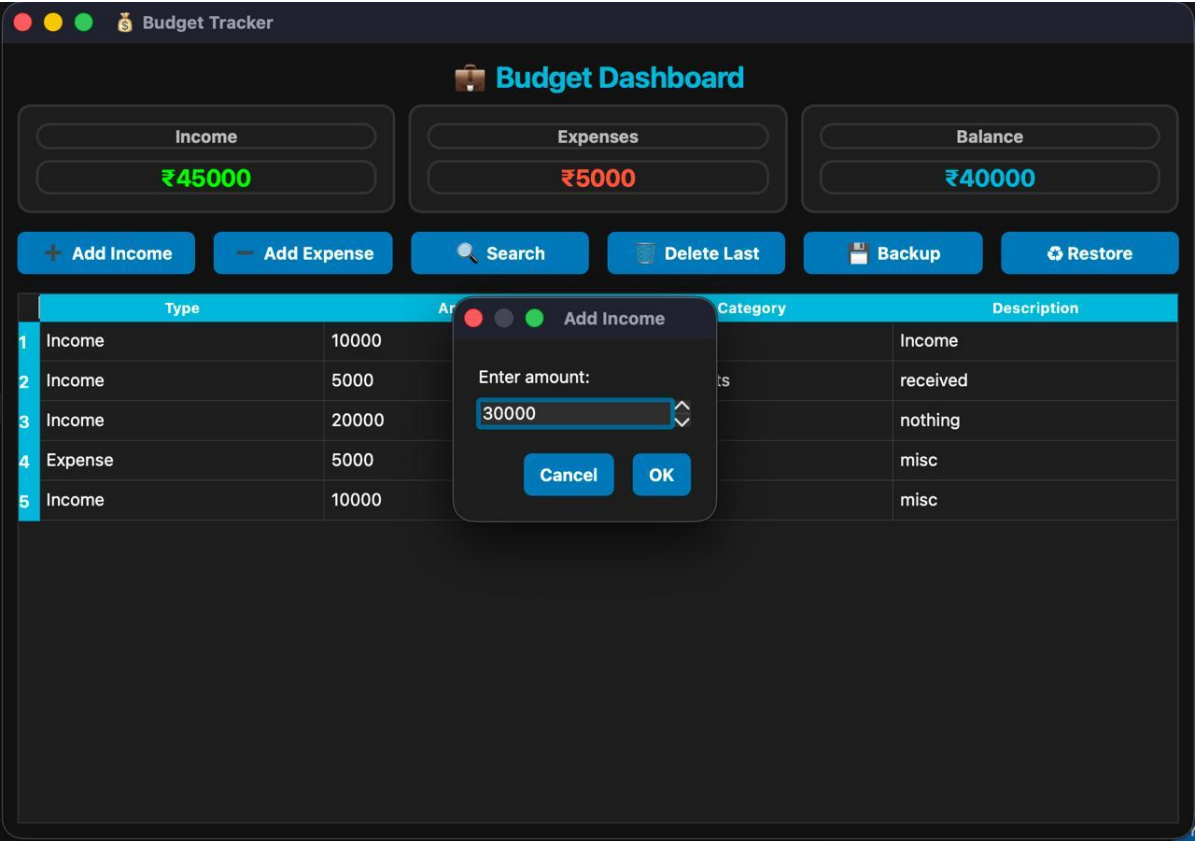 Budget Tracker
Budget Dashboard
Income Expenses Balance
₹45000 ₹5000 ₹40000
Add Income Add Expense Search Delete Last Backup Restore
Type Category Description
Add Income
1 Income 10000 Income
Enter amount:
2 Income 5000 received
30000
3 Income 20000 nothing
4 Expense 5000 misc
Cancel OK
5 Income 10000 misc